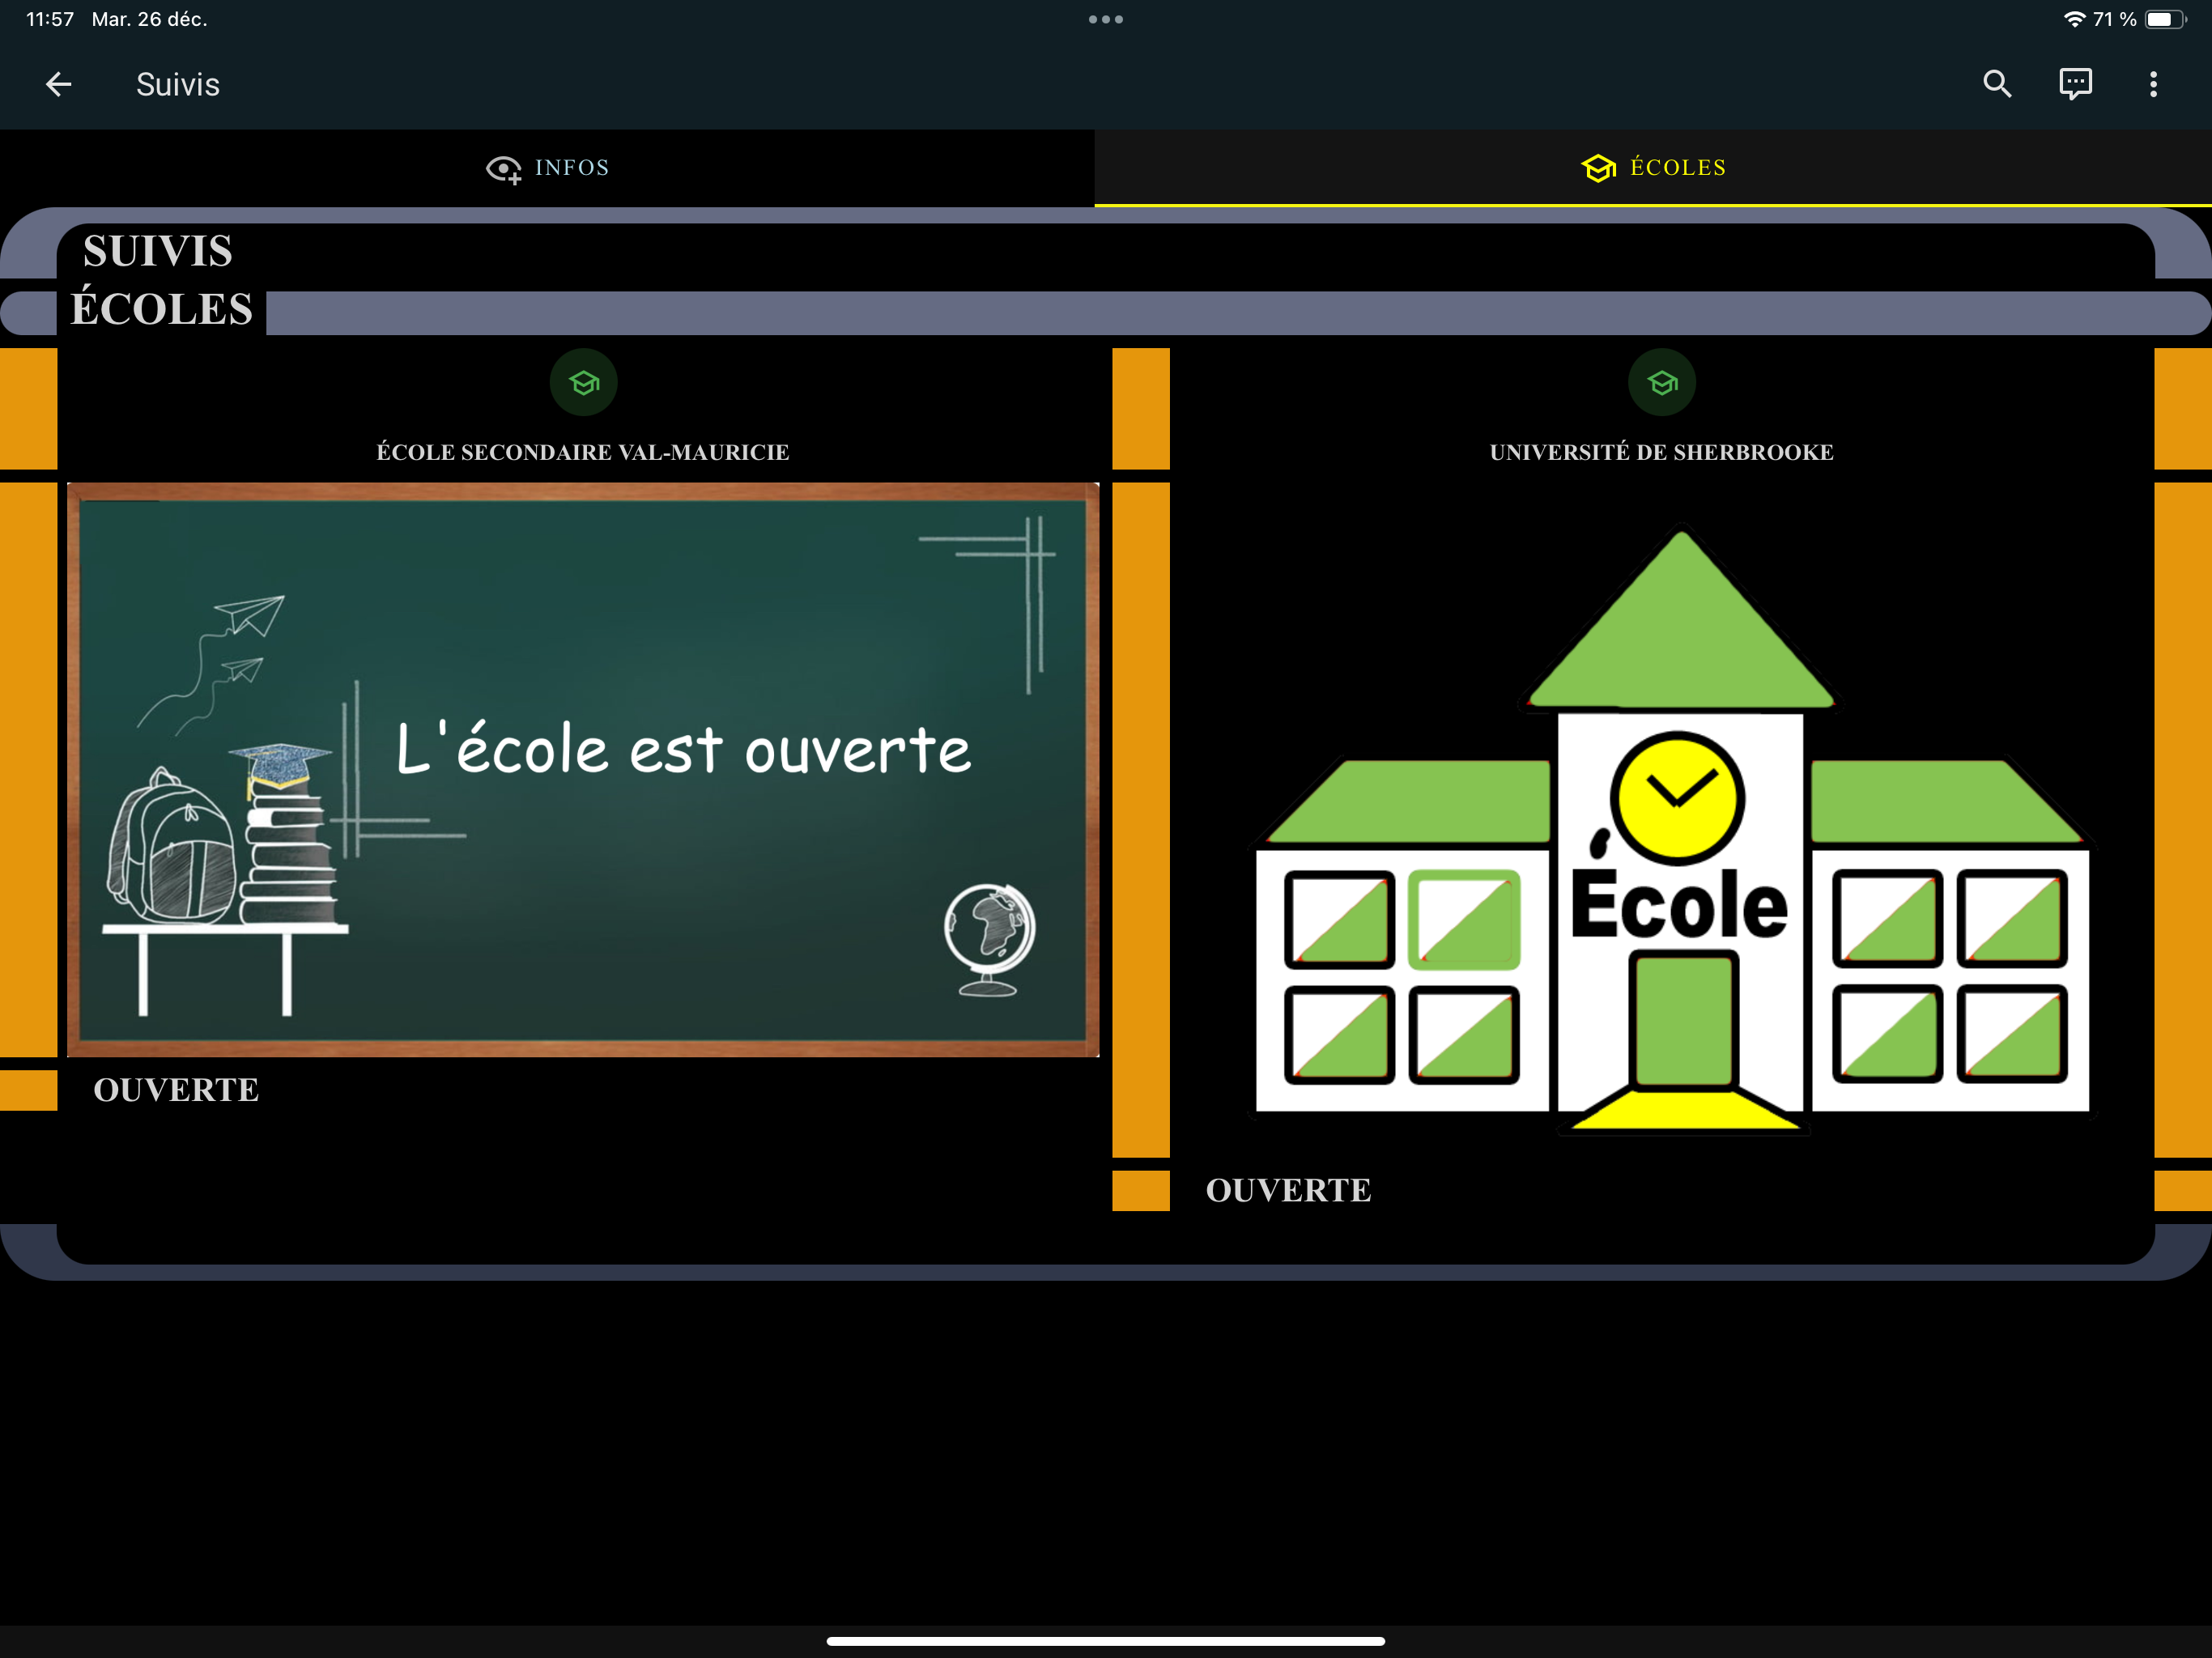 11:57 Mar. 26 déc.
71 %
Suivis
INFOS
ÉCOLES
SUIVIS
ÉCOLES
ÉCOLE SECONDAIRE VAL-MAURICIE
L'école est ouverte
OUVERTE
UNIVERSITÉ DE SHERBROOKE
École
OUVERTE